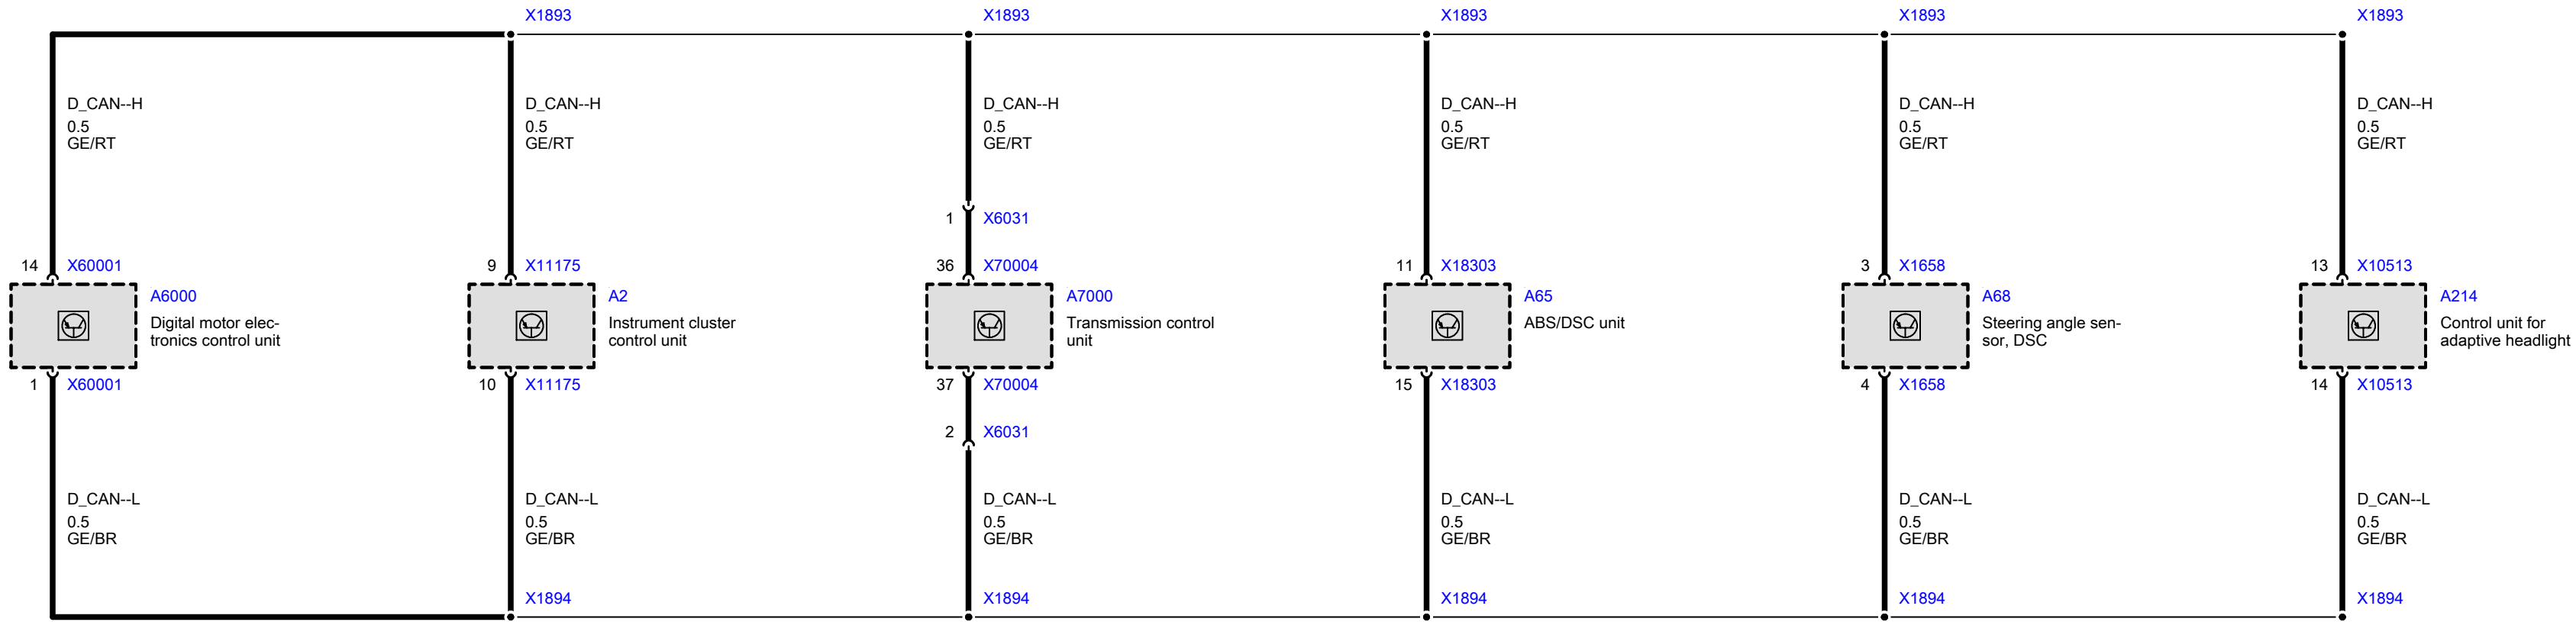 X1893
X1893
X1893
X1893
X1893
D_CAN--H
0.5
GE/RT
D_CAN--H
0.5
GE/RT
D_CAN--H
0.5
GE/RT
D_CAN--H
0.5
GE/RT
D_CAN--H
0.5
GE/RT
D_CAN--H
0.5
GE/RT
1 X6031
14 X60001
9 X11175
36 X70004
11 X18303
3 X1658
13 X10513
A6000
Digital motor elec-
tronics control unit
A2
Instrument cluster
control unit
A7000
Transmission control
unit
A65
ABS/DSC unit
A68
Steering angle sen-
sor, DSC
A214
Control unit for
adaptive headlight
1 X60001
10 X11175
37 X70004
15 X18303
4 X1658
14 X10513
2 X6031
D_CAN--L
0.5
GE/BR
D_CAN--L
0.5
GE/BR
D_CAN--L
0.5
GE/BR
D_CAN--L
0.5
GE/BR
D_CAN--L
0.5
GE/BR
D_CAN--L
0.5
GE/BR
X1894
X1894
X1894
X1894
X1894